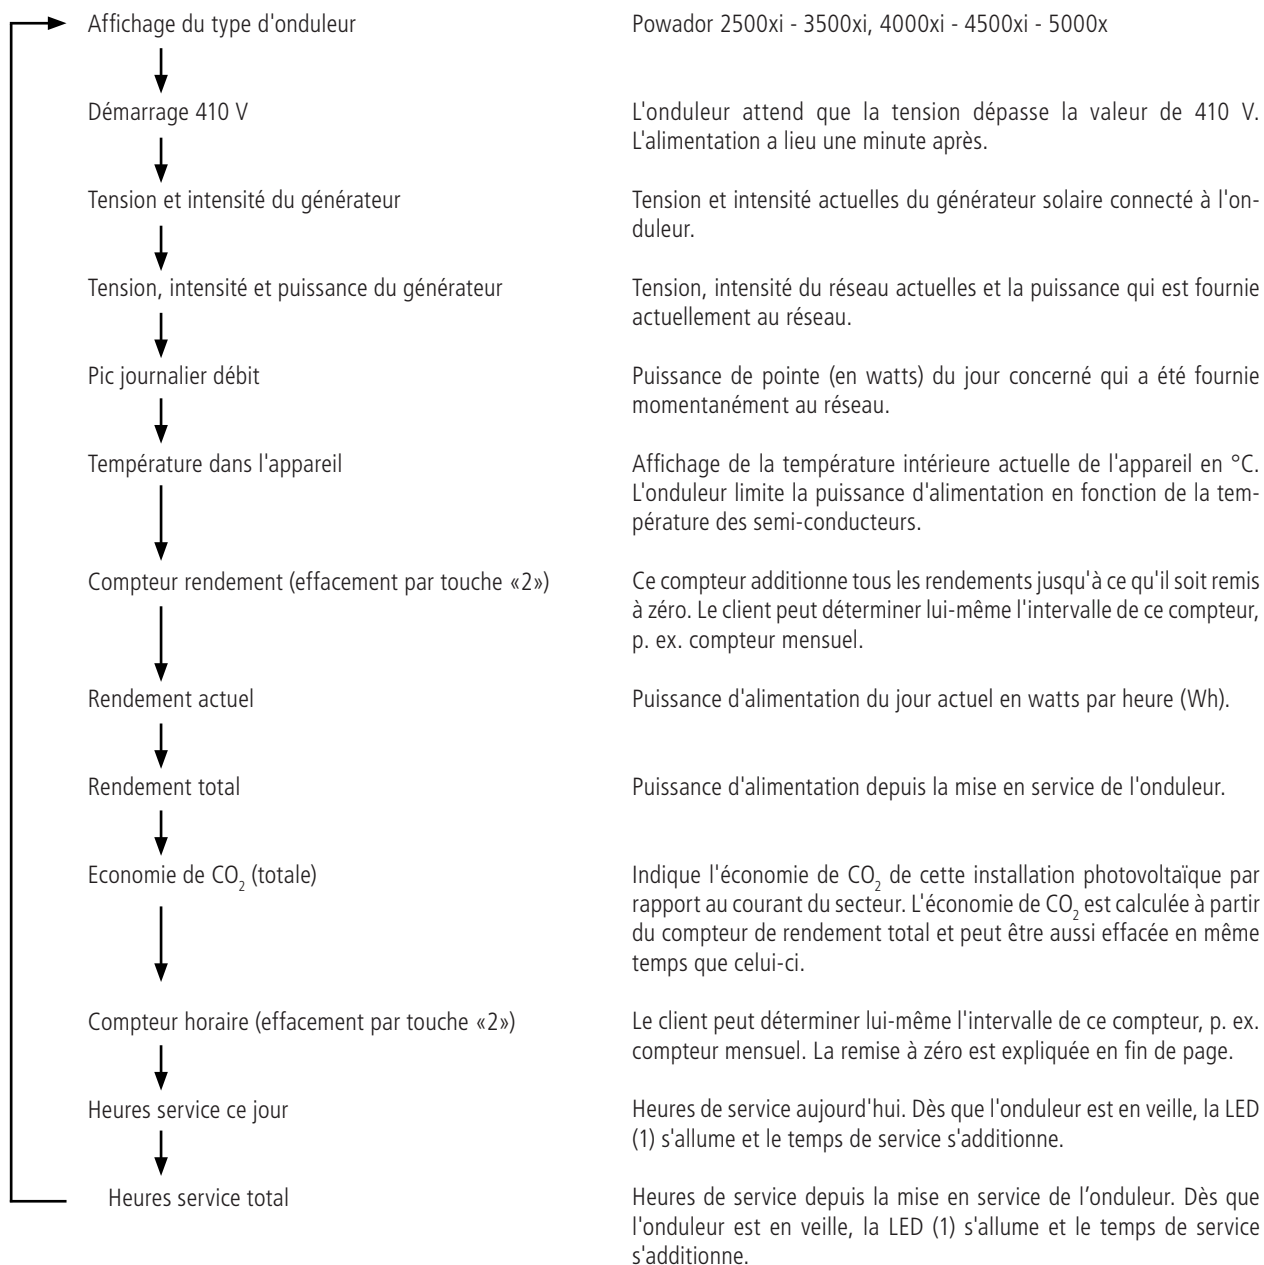 Affichage du type d'onduleur
Powador 2500xi - 3500xi, 4000xi - 4500xi - 5000x
Démarrage 410 V
L'onduleur attend que la tension dépasse la valeur de 410 V.
L'alimentation a lieu une minute après.
Tension et intensité du générateur
Tension et intensité actuelles du générateur solaire connecté à l'on-
duleur.
Tension, intensité et puissance du générateur
Tension, intensité du réseau actuelles et la puissance qui est fournie
actuellement au réseau.
Pic journalier débit
Puissance de pointe (en watts) du jour concerné qui a été fournie
momentanément au réseau.
Température dans l'appareil
Affichage de la température intérieure actuelle de l'appareil en °C.
L'onduleur limite la puissance d'alimentation en fonction de la tem-
pérature des semi-conducteurs.
Compteur rendement (effacement par touche «2»)
Ce compteur additionne tous les rendements jusqu'à ce qu'il soit remis
à zéro. Le client peut déterminer lui-même l'intervalle de ce compteur,
p. ex. compteur mensuel.
Rendement actuel
Puissance d'alimentation du jour actuel en watts par heure (Wh).
Rendement total
Puissance d'alimentation depuis la mise en service de l'onduleur.
Economie de CO₂ (totale)
Indique l'économie de CO₂ de cette installation photovoltaïque par
rapport au courant du secteur. L'économie de CO₂ est calculée à partir
du compteur de rendement total et peut être aussi effacée en même
temps que celui-ci.
Compteur horaire (effacement par touche «2»)
Le client peut déterminer lui-même l'intervalle de ce compteur, p. ex.
compteur mensuel. La remise à zéro est expliquée en fin de page.
Heures service ce jour
Heures de service aujourd'hui. Dès que l'onduleur est en veille, la LED
(1) s'allume et le temps de service s'additionne.
Heures service total
Heures de service depuis la mise en service de l’onduleur. Dès que
l'onduleur est en veille, la LED (1) s'allume et le temps de service
s'additionne.